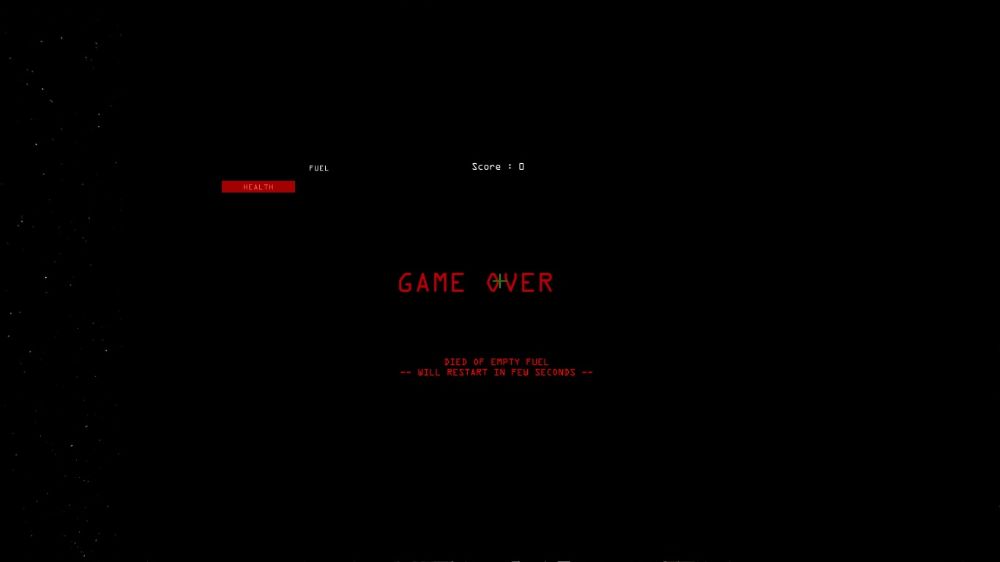 FUEL
Score : 0
HEALTH
GAME OVER
DIED OF EMPTY FUEL
-- WILL RESTART IN FEW SECONDS --